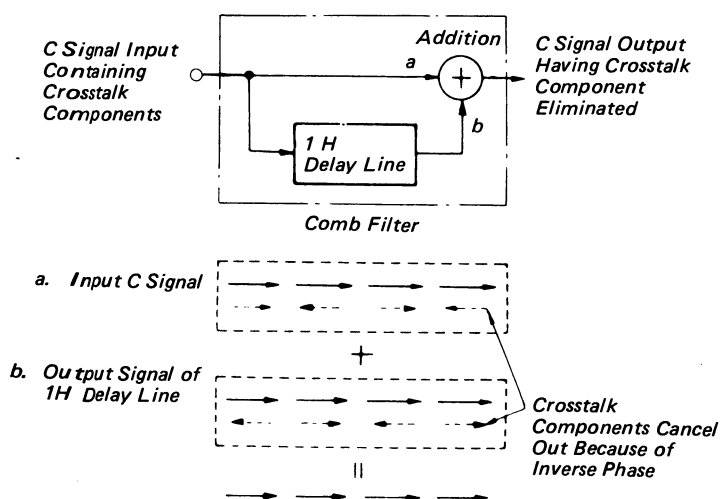 C Signal Input
Containing
Crosstalk
Components
Addition
a
+
b
1 H
Delay Line
C Signal Output
Having Crosstalk
Component
Eliminated
Comb Filter
a. Input C Signal
+
b. Output Signal of
1H Delay Line
Crosstalk
Components Cancel
Out Because of
Inverse Phase
=